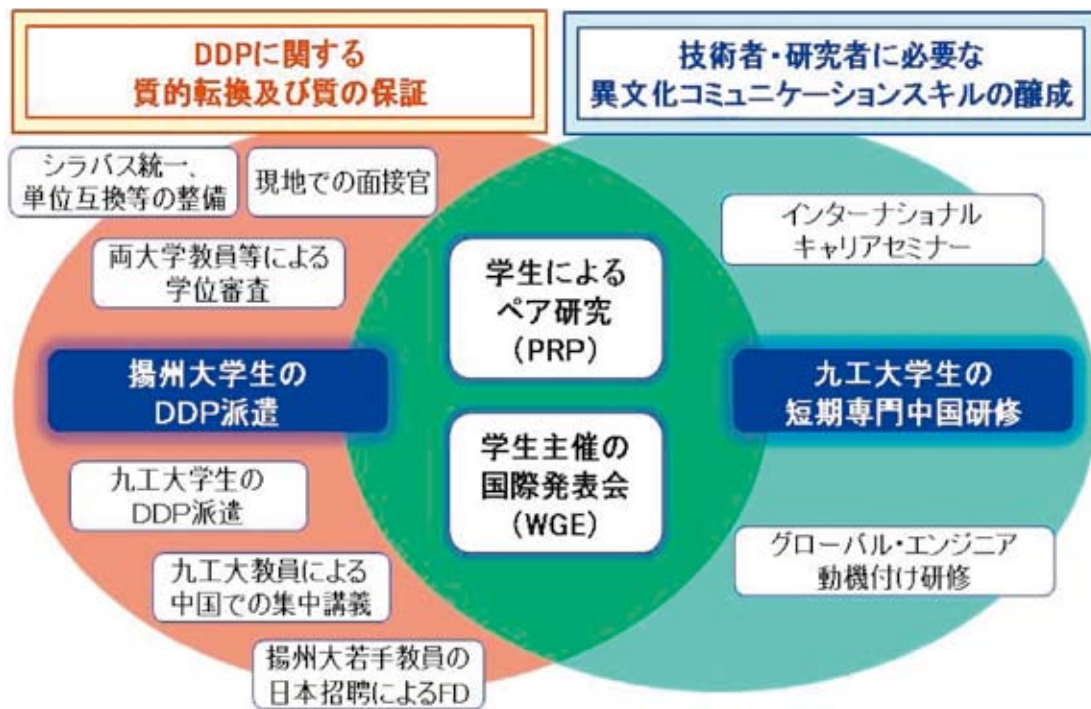 DDPに関する
質的転換及び質の保証
技術者・研究者に必要な
異文化コミュニケーションスキルの醸成
シラバス統一、
単位互換等の整備
現地での面接官
両大学教員等による
学位審査
揚州大学生の
DDP派遣
九工大学生の
DDP派遣
九工大教員による
中国での集中講義
揚州大若手教員の
日本招聘によるFD
学生による
ペア研究
(PRP)
学生主催の
国際発表会
(WGE)
インターナショナル
キャリアセミナー
九工大学生の
短期専門中国研修
グローバル・エンジニア
動機付け研修